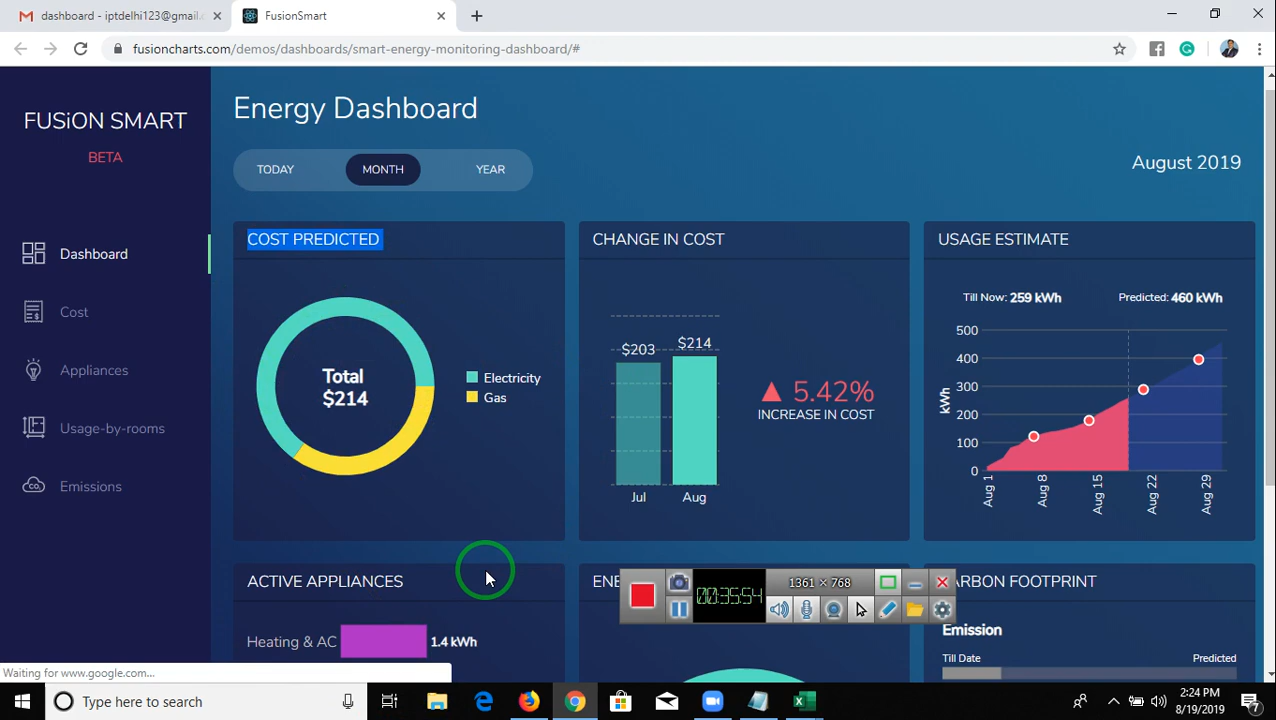 dashboard - iptdelhi123@gmail.c
FusionSmart
fusioncharts.com/demos/dashboards/smart-energy-monitoring-dashboard/#
FUSiON SMART
BETA
Dashboard
Cost
Appliances
Usage-by-rooms
Emissions
Energy Dashboard
TODAY
MONTH
YEAR
August 2019
COST PREDICTED
Total
$214
Electricity
Gas
CHANGE IN COST
$203
$214
5.42%
INCREASE IN COST
Jul
Aug
USAGE ESTIMATE
Till Now: 259 kWh
Predicted: 460 kWh
kWh
500
400
300
200
100
0
Aug 1
Aug 8
Aug 15
Aug 22
Aug 29
ACTIVE APPLIANCES
Heating & AC
1.4 kWh
00:35:54
1361 × 768
CARBON FOOTPRINT
Emission
Till Date
Predicted
CO₂
Waiting for www.google.com...
Type here to search
2:24 PM
8/19/2019
7